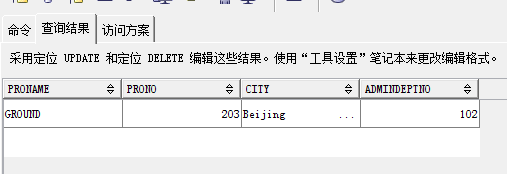 命令 查询结果 访问方案
采用定位 UPDATE 和定位 DELETE 编辑这些结果。使用“工具设置”笔记本来更改编辑格式。
PRONAME PRONO CITY ADMINDEPTNO
GROUND 203 Beijing ... 102